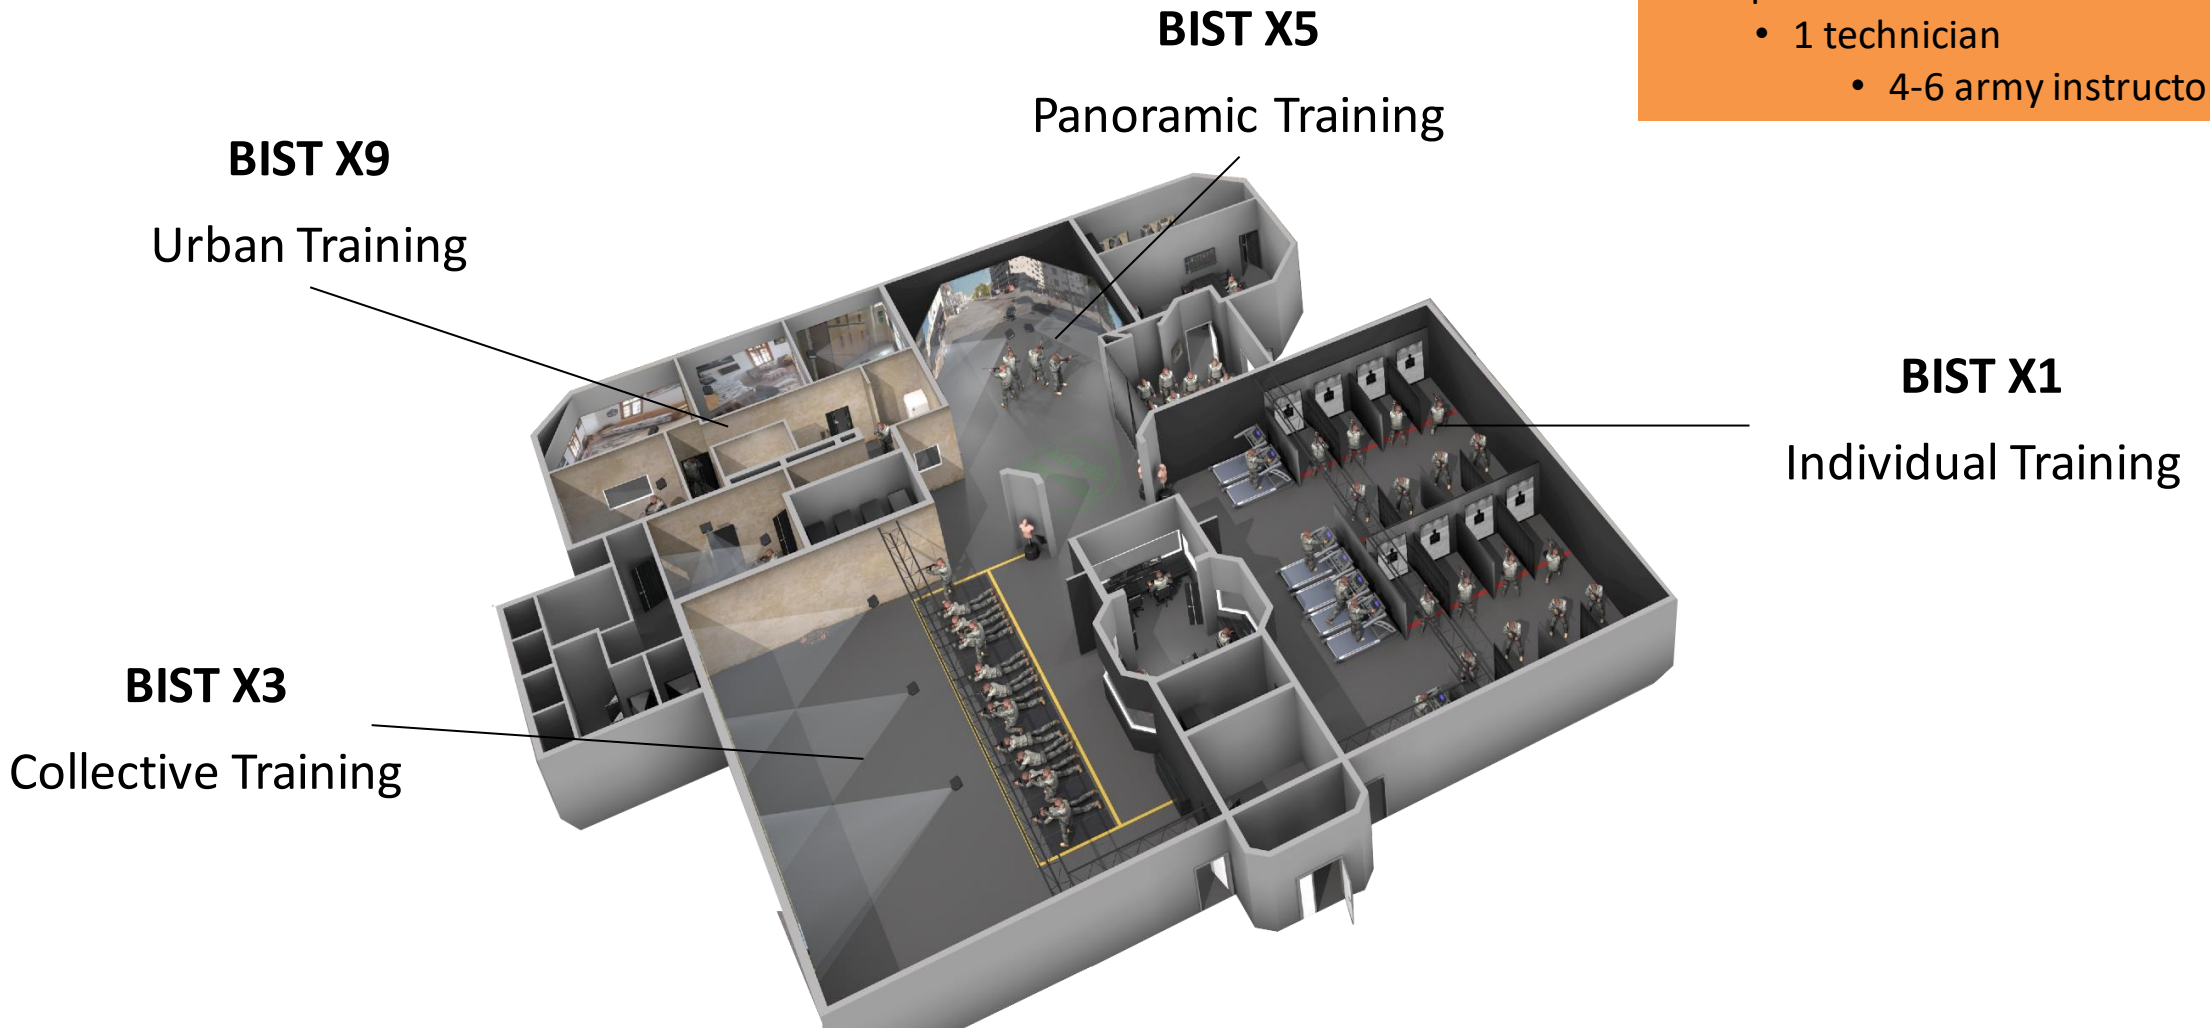 BIST X5
Panoramic Training
• 1 technician
• 4-6 army instructo
BIST X9
Urban Training
BIST X1
Individual Training
BIST X3
Collective Training